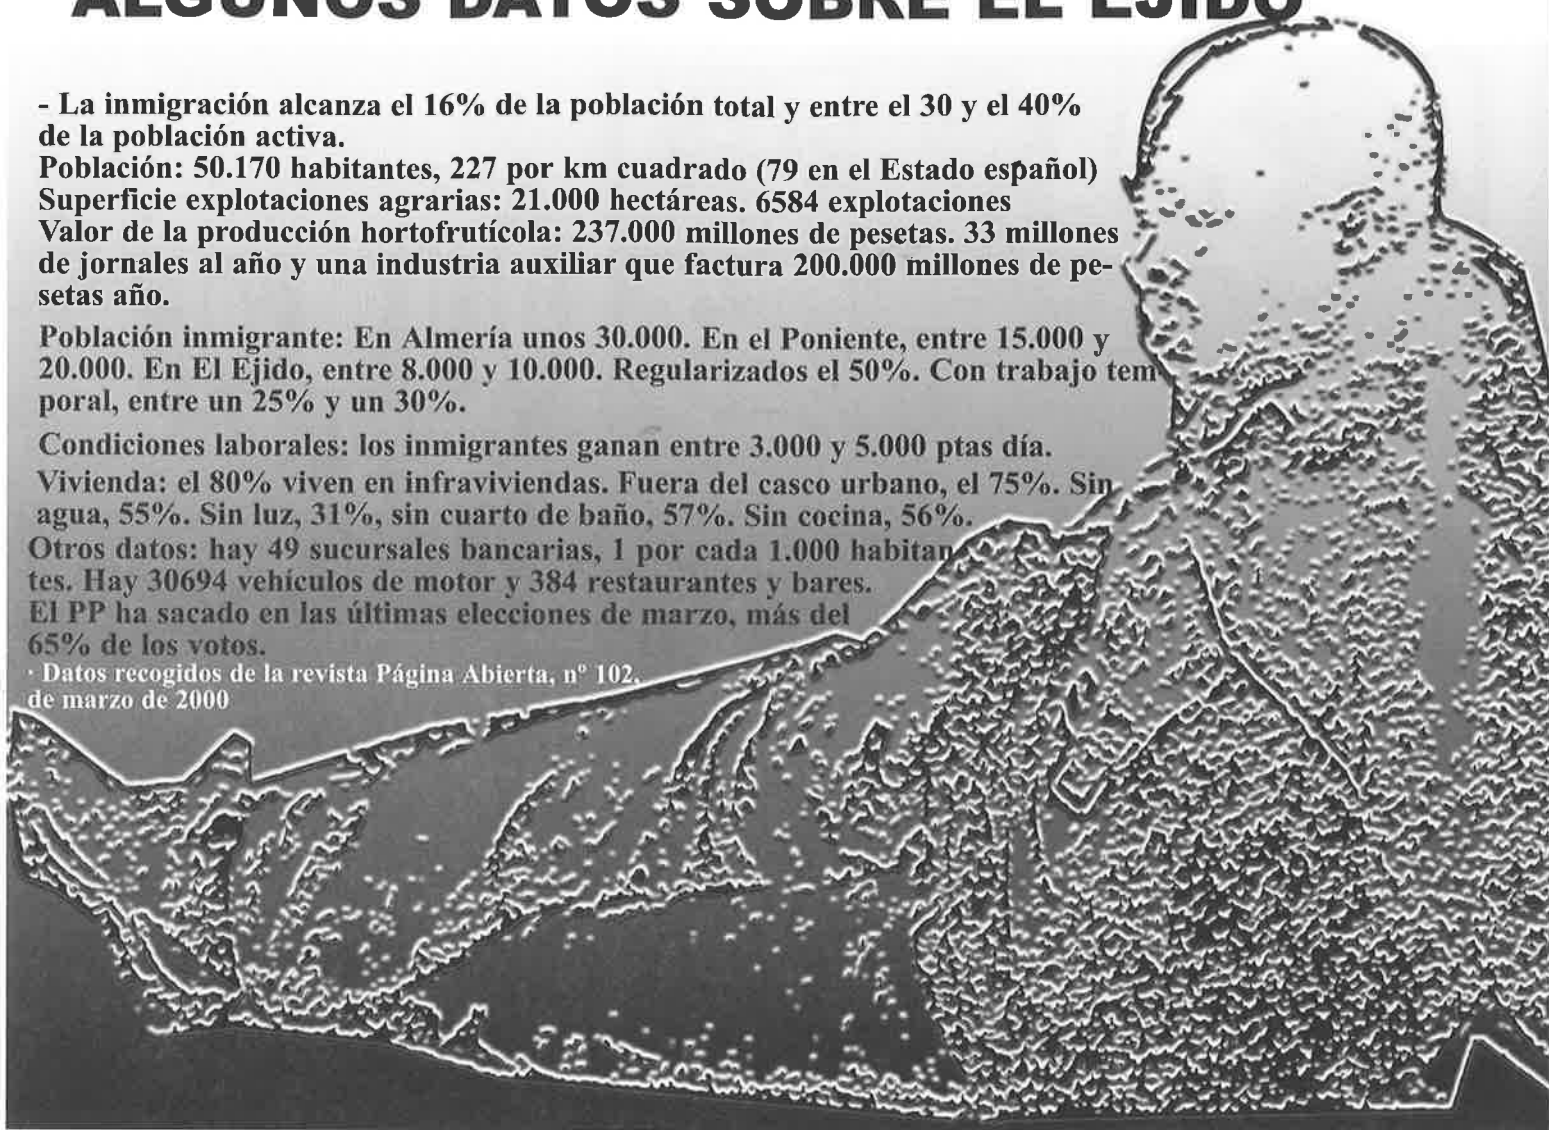 ALGUNOS DATOS SOBRE EL EJIDO
- La inmigración alcanza el 16% de la población total y entre el 30 y el 40%
de la población activa.
Población: 50.170 habitantes, 227 por km cuadrado (79 en el Estado español)
Superficie explotaciones agrarias: 21.000 hectáreas. 6584 explotaciones
Valor de la producción hortofrutícola: 237.000 millones de pesetas. 33 millones
de jornales al año y una industria auxiliar que factura 200.000 millones de pe-
setas año.
Población inmigrante: En Almería unos 30.000. En el Poniente, entre 15.000 y
20.000. En El Ejido, entre 8.000 y 10.000. Regularizados el 50%. Con trabajo tem
poral, entre un 25% y un 30%.
Condiciones laborales: los inmigrantes ganan entre 3.000 y 5.000 ptas día.
Vivienda: el 80% viven en infraviviendas. Fuera del casco urbano, el 75%. Sin
agua, 55%. Sin luz, 31%, sin cuarto de baño, 57%. Sin cocina, 56%.
Otros datos: hay 49 sucursales bancarias, 1 por cada 1.000 habitan
tes. Hay 30694 vehículos de motor y 384 restaurantes y bares.
El PP ha sacado en las últimas elecciones de marzo, más del
65% de los votos.
· Datos recogidos de la revista Página Abierta, nº 102,
de marzo de 2000